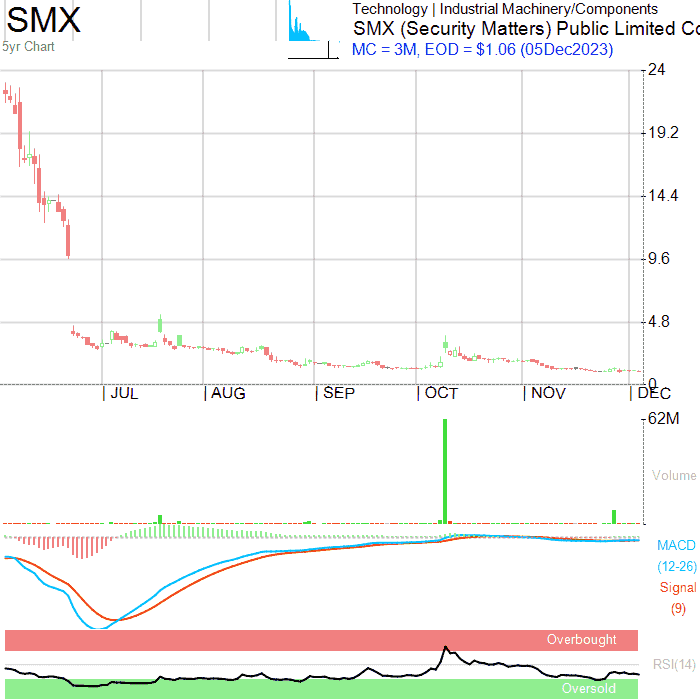 SMX
5yr Chart
Technology | Industrial Machinery/Components
SMX (Security Matters) Public Limited Co
MC = 3M, EOD = $1.06 (05Dec2023)
24
19.2
14.4
9.6
4.8
0
JUL AUG SEP OCT NOV DEC
62M
Volume
MACD
(12-26)
Signal
(9)
Overbought
RSI(14)
Oversold